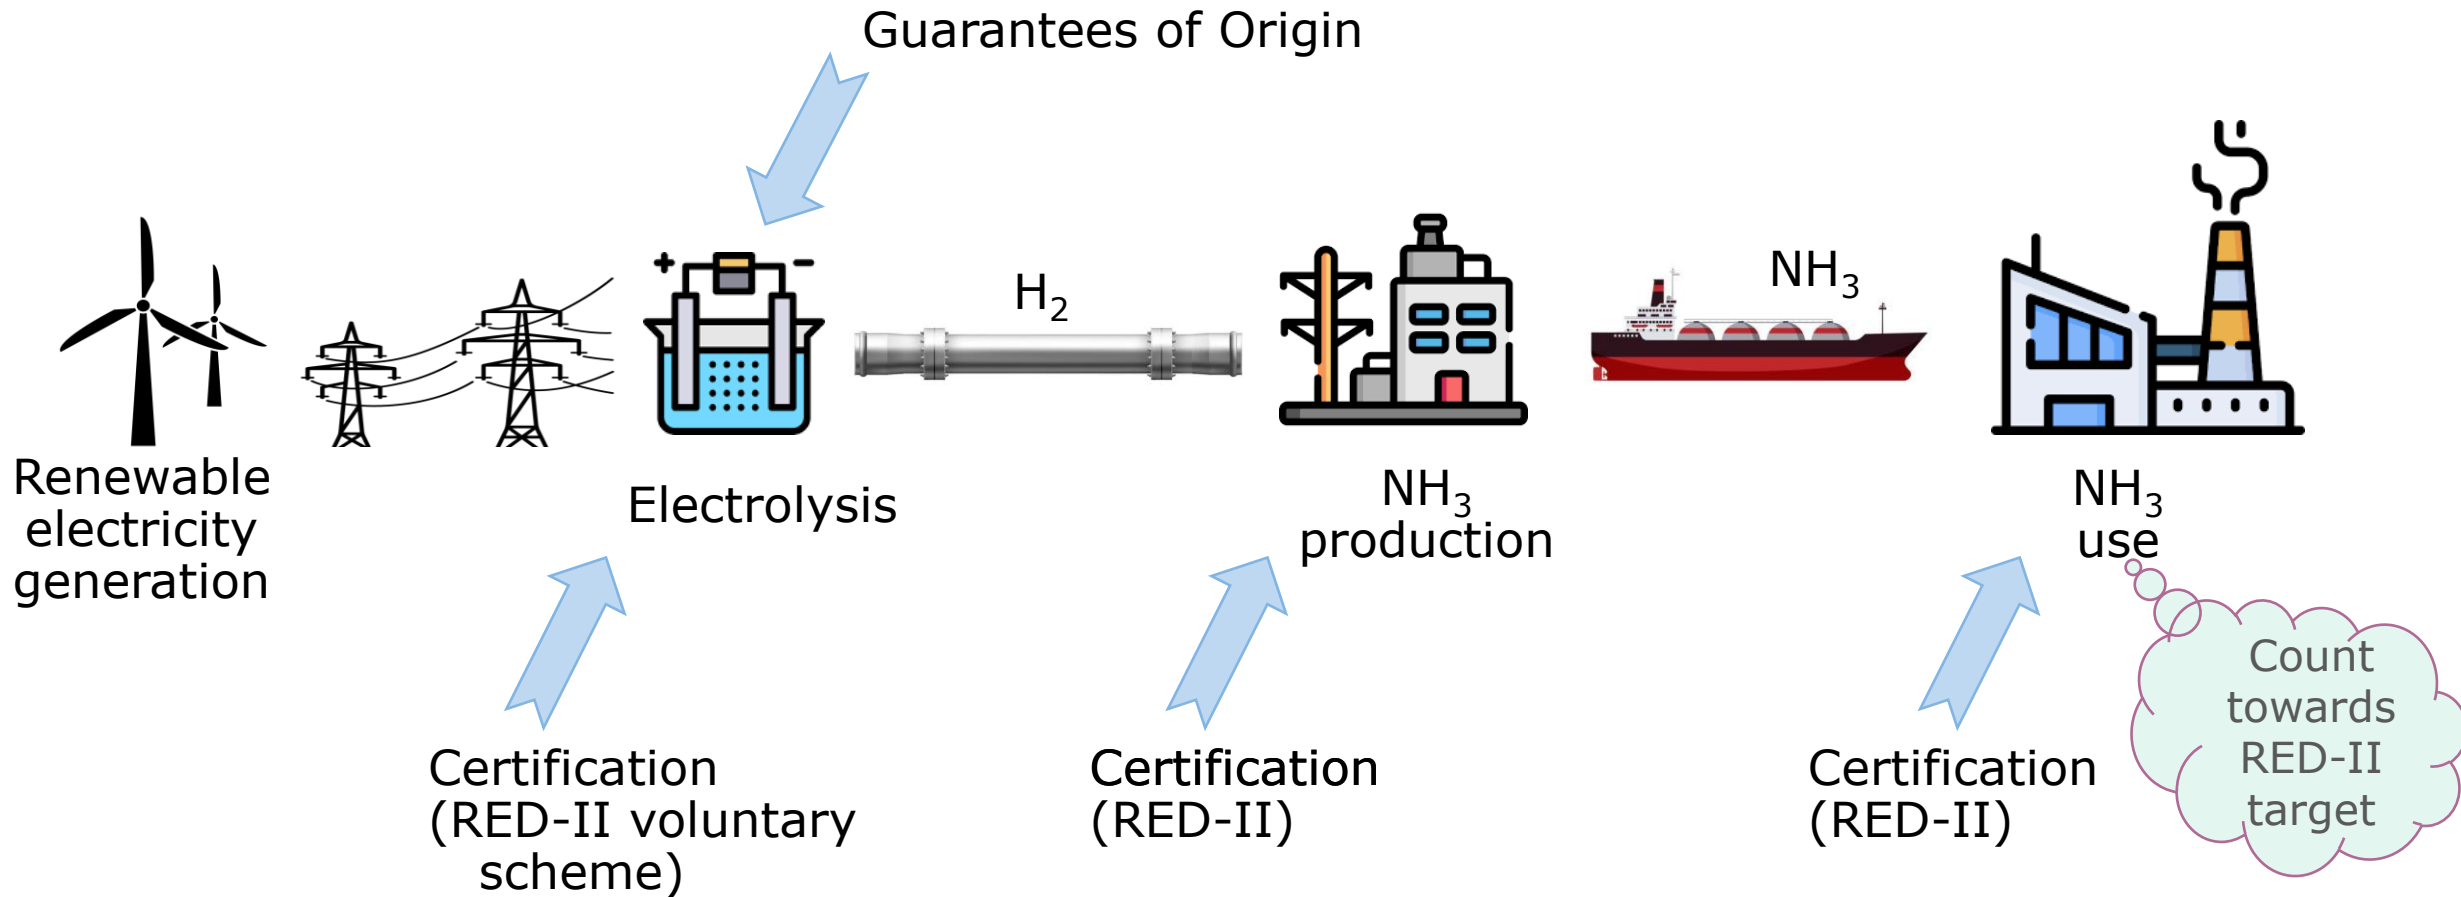 Guarantees of Origin
+ −
H₂
NH₃
Renewable
electricity
generation
Electrolysis
NH₃
production
NH₃
use
Certification
(RED-II voluntary
scheme)
Certification
(RED-II)
Certification
(RED-II)
Count
towards
RED-II
target